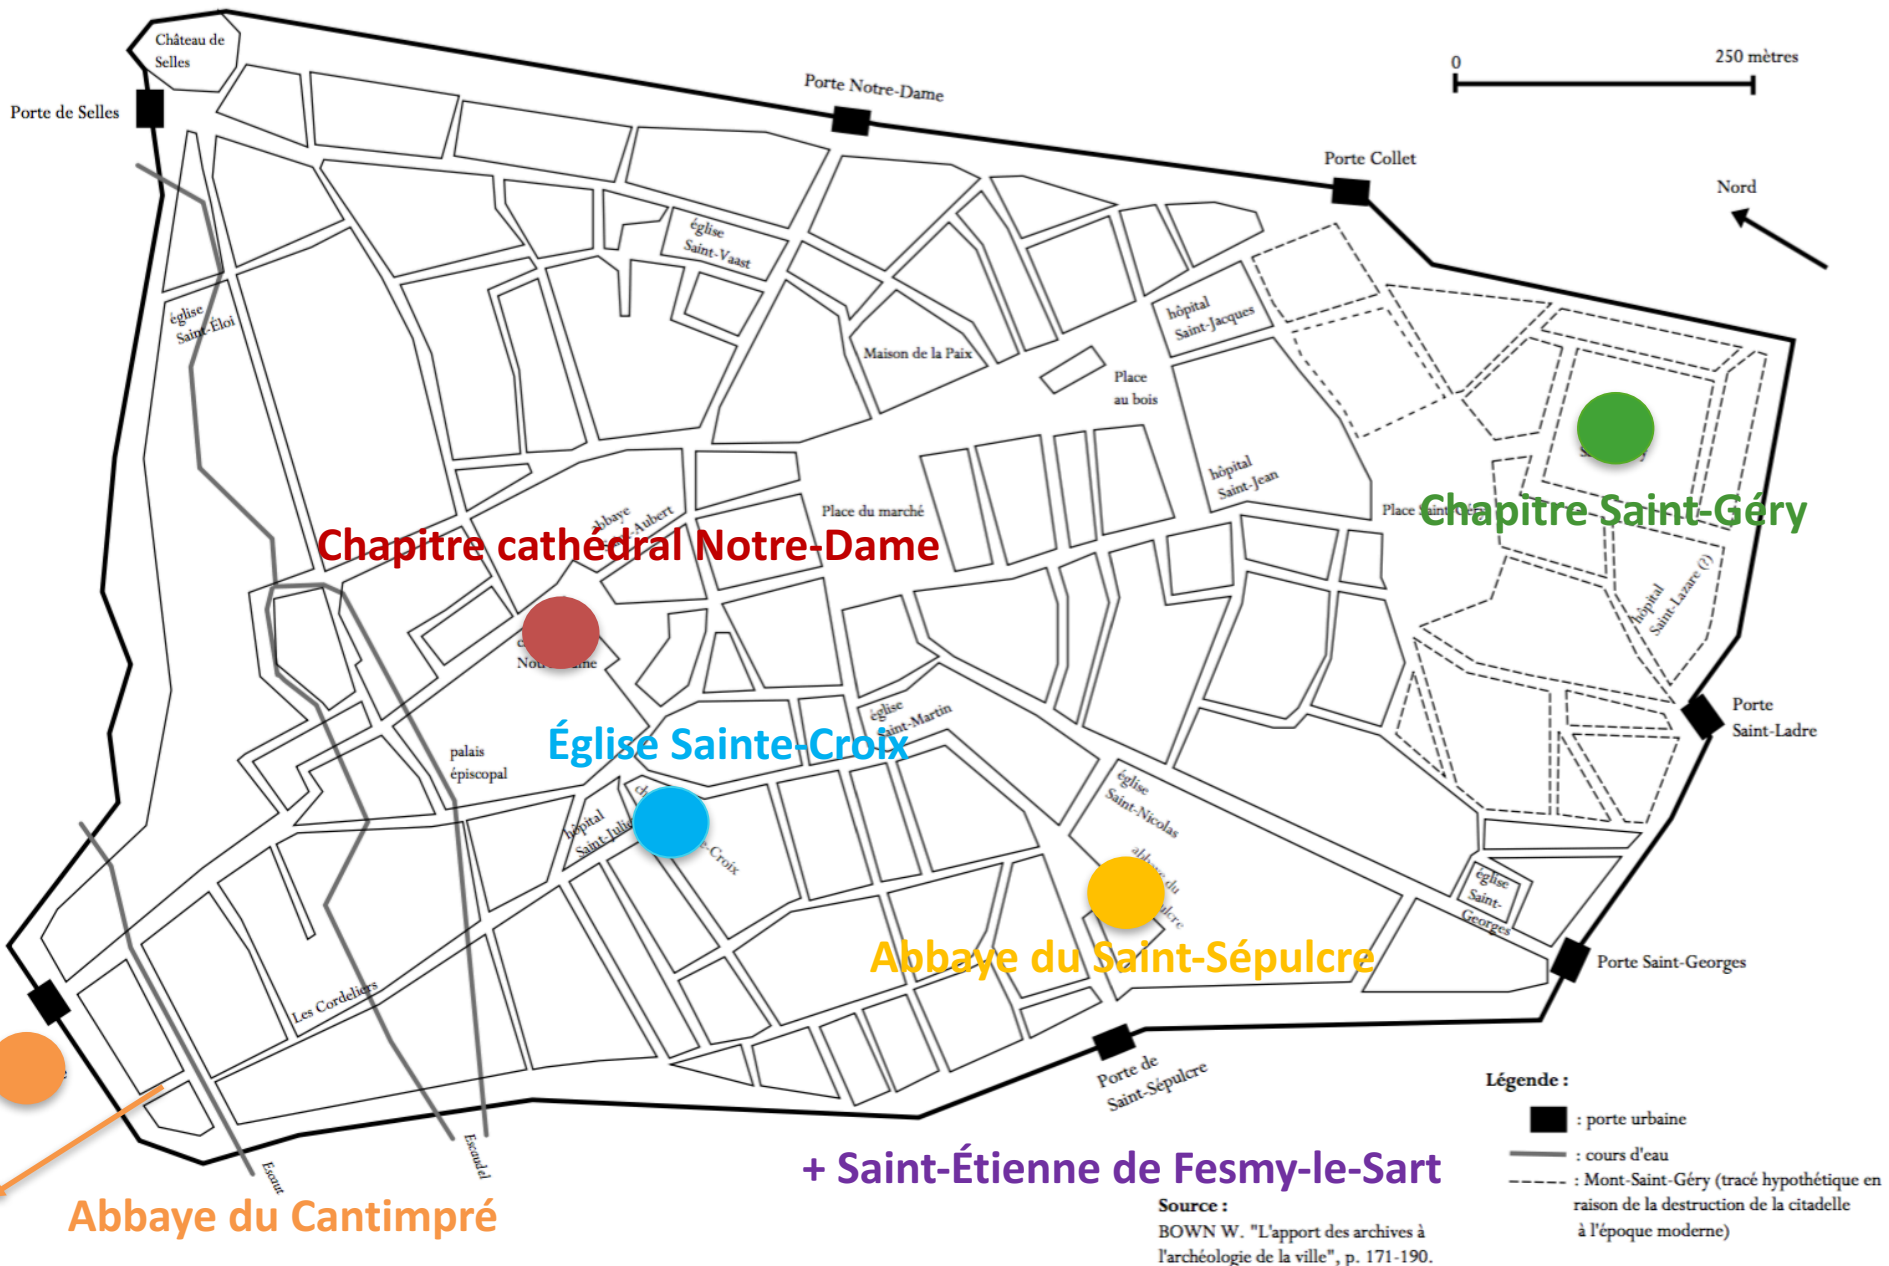 Château de
Selles
0
250 mètres
Porte Notre-Dame
Porte de Selles
Porte Collet
Nord
église
Saint-Vaast
église
Saint-Éloi
hôpital
Saint-Jacques
Maison de la Paix
Place
au bois
hôpital
Saint-Jean
abbaye
Saint-Aubert
Place du marché
Place Saint-Géry
Chapitre Saint-Géry
Chapitre cathédral Notre-Dame
hôpital
Saint-Lazare (?)
église
Saint-Martin
Porte
Saint-Ladre
Église Sainte-Croix
palais
épiscopal
église
Saint-Nicolas
hôpital
Saint-Julien
-Croix
abbaye du
église
Saint-
Georges
Abbaye du Saint-Sépulcre
Porte Saint-Georges
Les Cordeliers
Porte de
Saint-Sépulcre
Escaut
Escaudel
Abbaye du Cantimpré
+ Saint-Étienne de Fesmy-le-Sart
Légende :
: porte urbaine
: cours d'eau
: Mont-Saint-Géry (tracé hypothétique en
raison de la destruction de la citadelle
à l'époque moderne)
Source :
BOWN W. "L'apport des archives à
l'archéologie de la ville", p. 171-190.